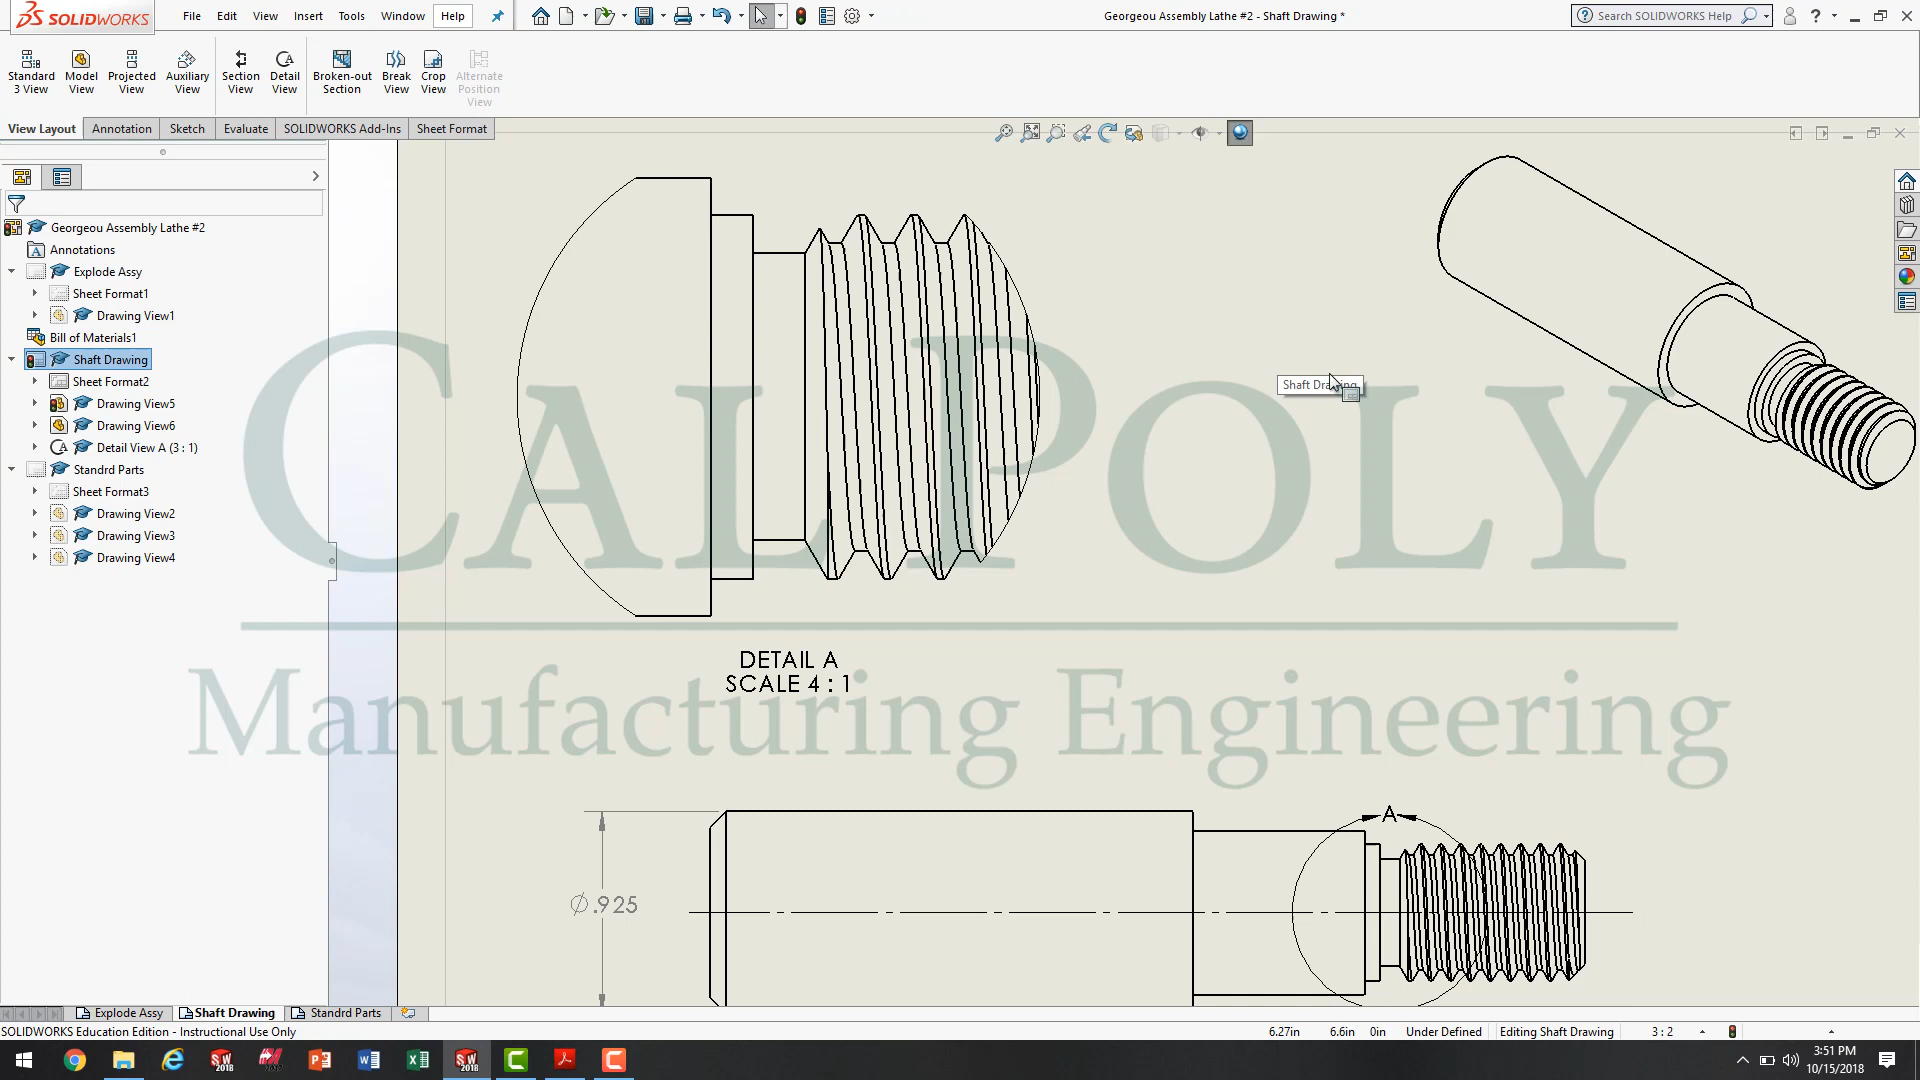 SOLIDWORKS
File Edit View Insert Tools Window Help
Georgeou Assembly Lathe #2 - Shaft Drawing *
Search SOLIDWORKS Help
Standard 3 View
Model View
Projected View
Auxiliary View
Section View
Detail View
Broken-out Section
Break View
Crop View
Alternate Position View
View Layout Annotation Sketch Evaluate SOLIDWORKS Add-Ins Sheet Format
Georgeou Assembly Lathe #2
Annotations
Explode Assy
Sheet Format1
Drawing View1
Bill of Materials1
Shaft Drawing
Sheet Format2
Drawing View5
Drawing View6
Detail View A (3 : 1)
Standrd Parts
Sheet Format3
Drawing View2
Drawing View3
Drawing View4
Shaft Drawing
CAL POLY
Manufacturing Engineering
DETAIL A
SCALE 4 : 1
A
∅.925
Explode Assy Shaft Drawing Standrd Parts
SOLIDWORKS Education Edition - Instructional Use Only
6.27in 6.6in 0in Under Defined Editing Shaft Drawing 3 : 2
3:51 PM
10/15/2018